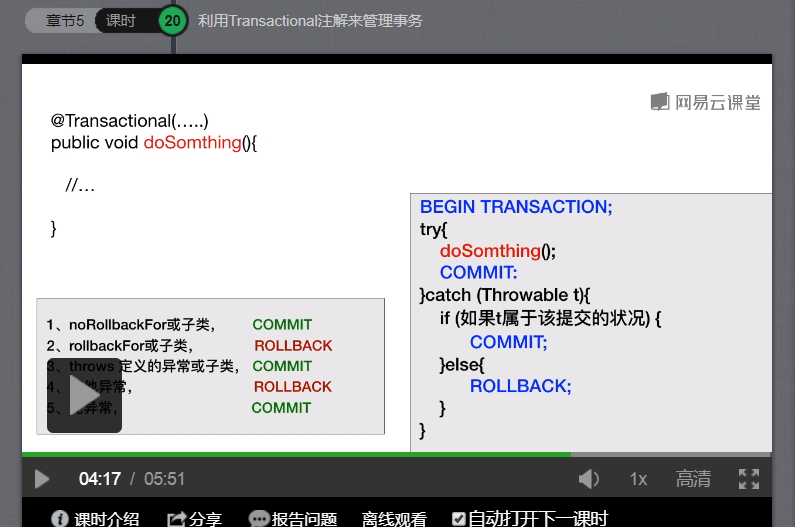 章节5 课时 20 利用Transactional注解来管理事务
网易云课堂
@Transactional(…..)
public void doSomthing(){
//…
}
1、noRollbackFor或子类， COMMIT
2、rollbackFor或子类， ROLLBACK
3、throws 定义的异常或子类， COMMIT
4、 他异常， ROLLBACK
5、 异常， COMMIT
BEGIN TRANSACTION;
try{
doSomthing();
COMMIT:
}catch (Throwable t){
if (如果t属于该提交的状况) {
COMMIT;
}else{
ROLLBACK;
}
}
04:17 / 05:51 1x 高清
课时介绍 分享 报告问题 离线观看 自动打开下一课时